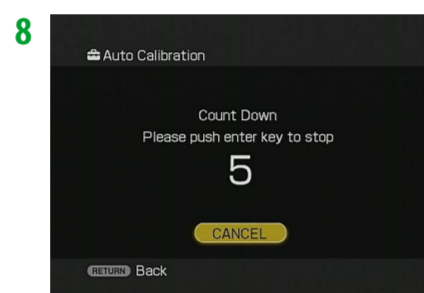 8
Auto Calibration
Count Down
Please push enter key to stop
5
CANCEL
RETURN Back